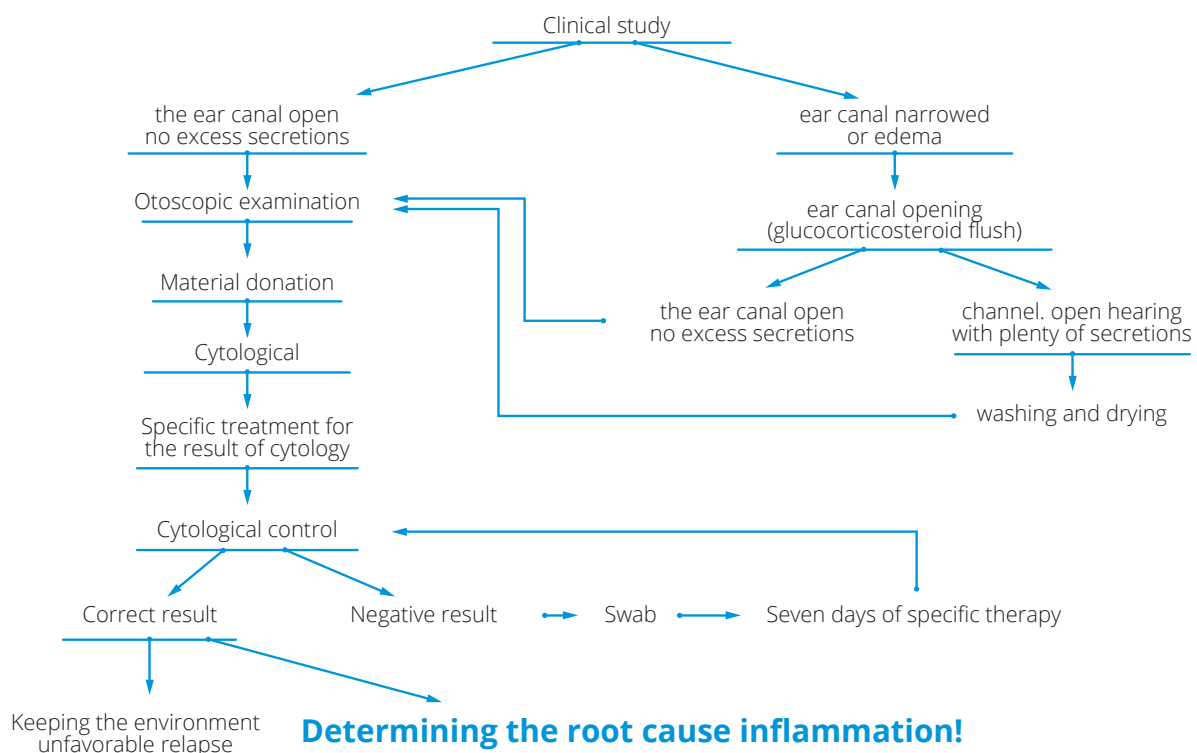 Clinical study
the ear canal open
no excess secretions
ear canal narrowed
or edema
Otoscopic examination
ear canal opening
(glucocorticosteroid flush)
Material donation
the ear canal open
no excess secretions
channel. open hearing
with plenty of secretions
Cytological
washing and drying
Specific treatment for
the result of cytology
Cytological control
Correct result
Negative result
Swab
Seven days of specific therapy
Keeping the environment
unfavorable relapse
Determining the root cause inflammation!